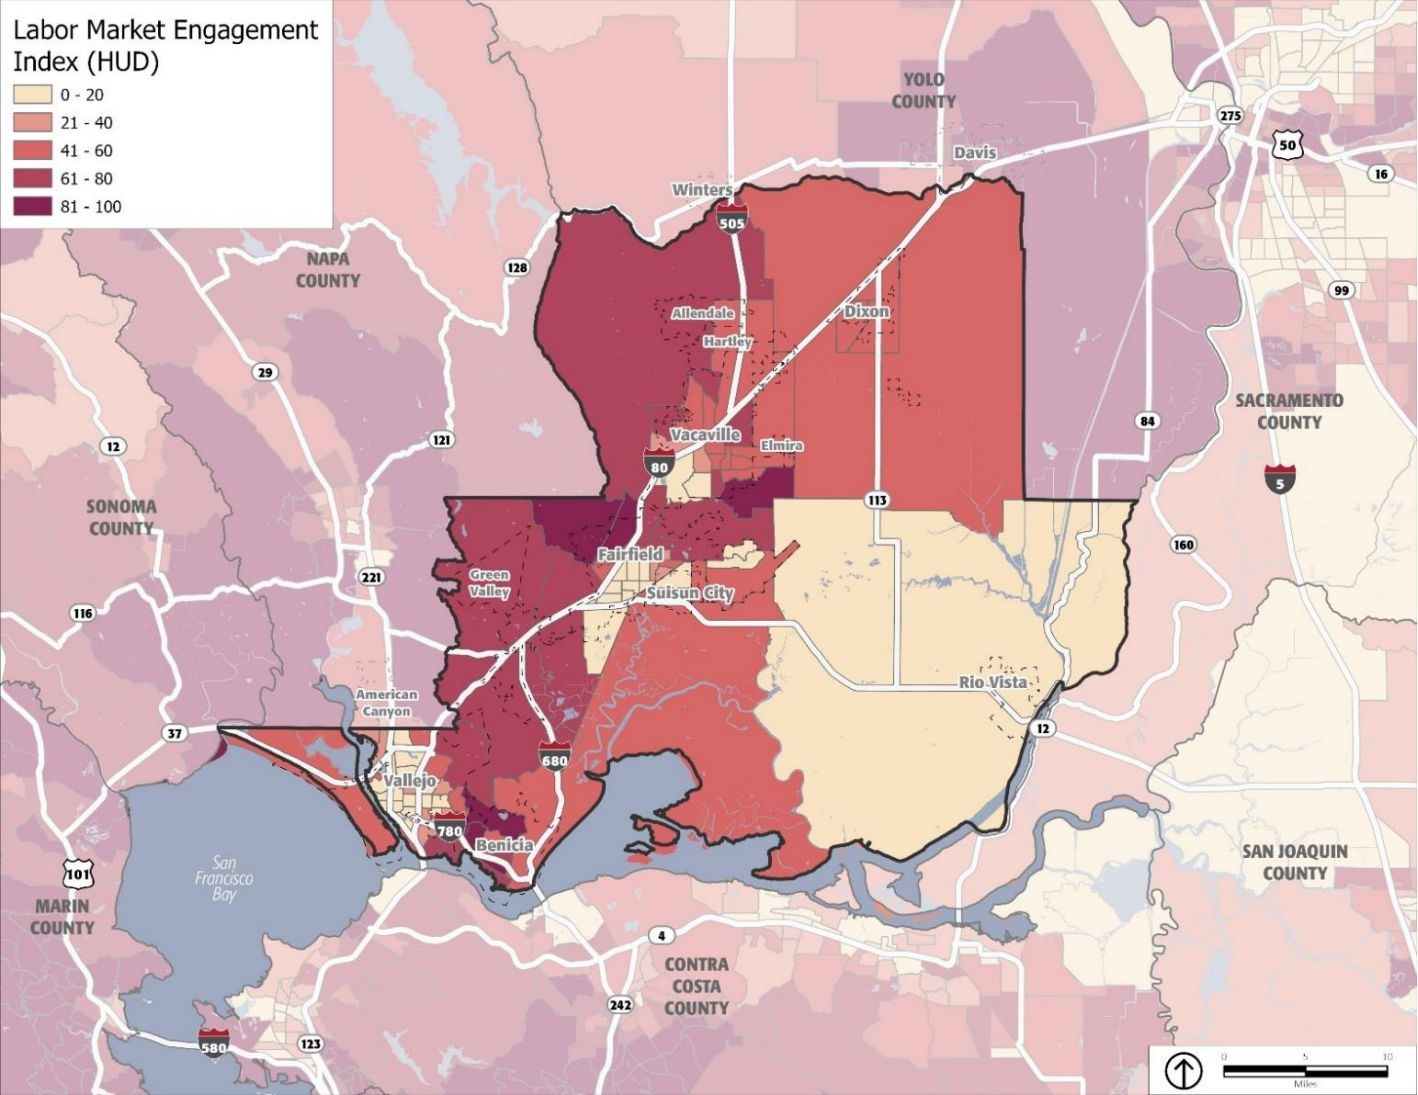 Labor Market Engagement
Index (HUD)
0 - 20
21 - 40
41 - 60
61 - 80
81 - 100
YOLO
COUNTY
275
50
Davis
16
Winters
505
NAPA
COUNTY
128
99
Allendale
Dixon
Hartley
29
SACRAMENTO
COUNTY
84
12
121
Vacaville
Elmira
80
5
SONOMA
COUNTY
113
160
Fairfield
221
Green
Valley
Suisun City
116
Rio Vista
American
Canyon
37
12
680
Vallejo
780
Benicia
San
Francisco
Bay
101
SAN JOAQUIN
COUNTY
MARIN
COUNTY
4
CONTRA
COSTA
COUNTY
242
580
123
0 5 10
Miles